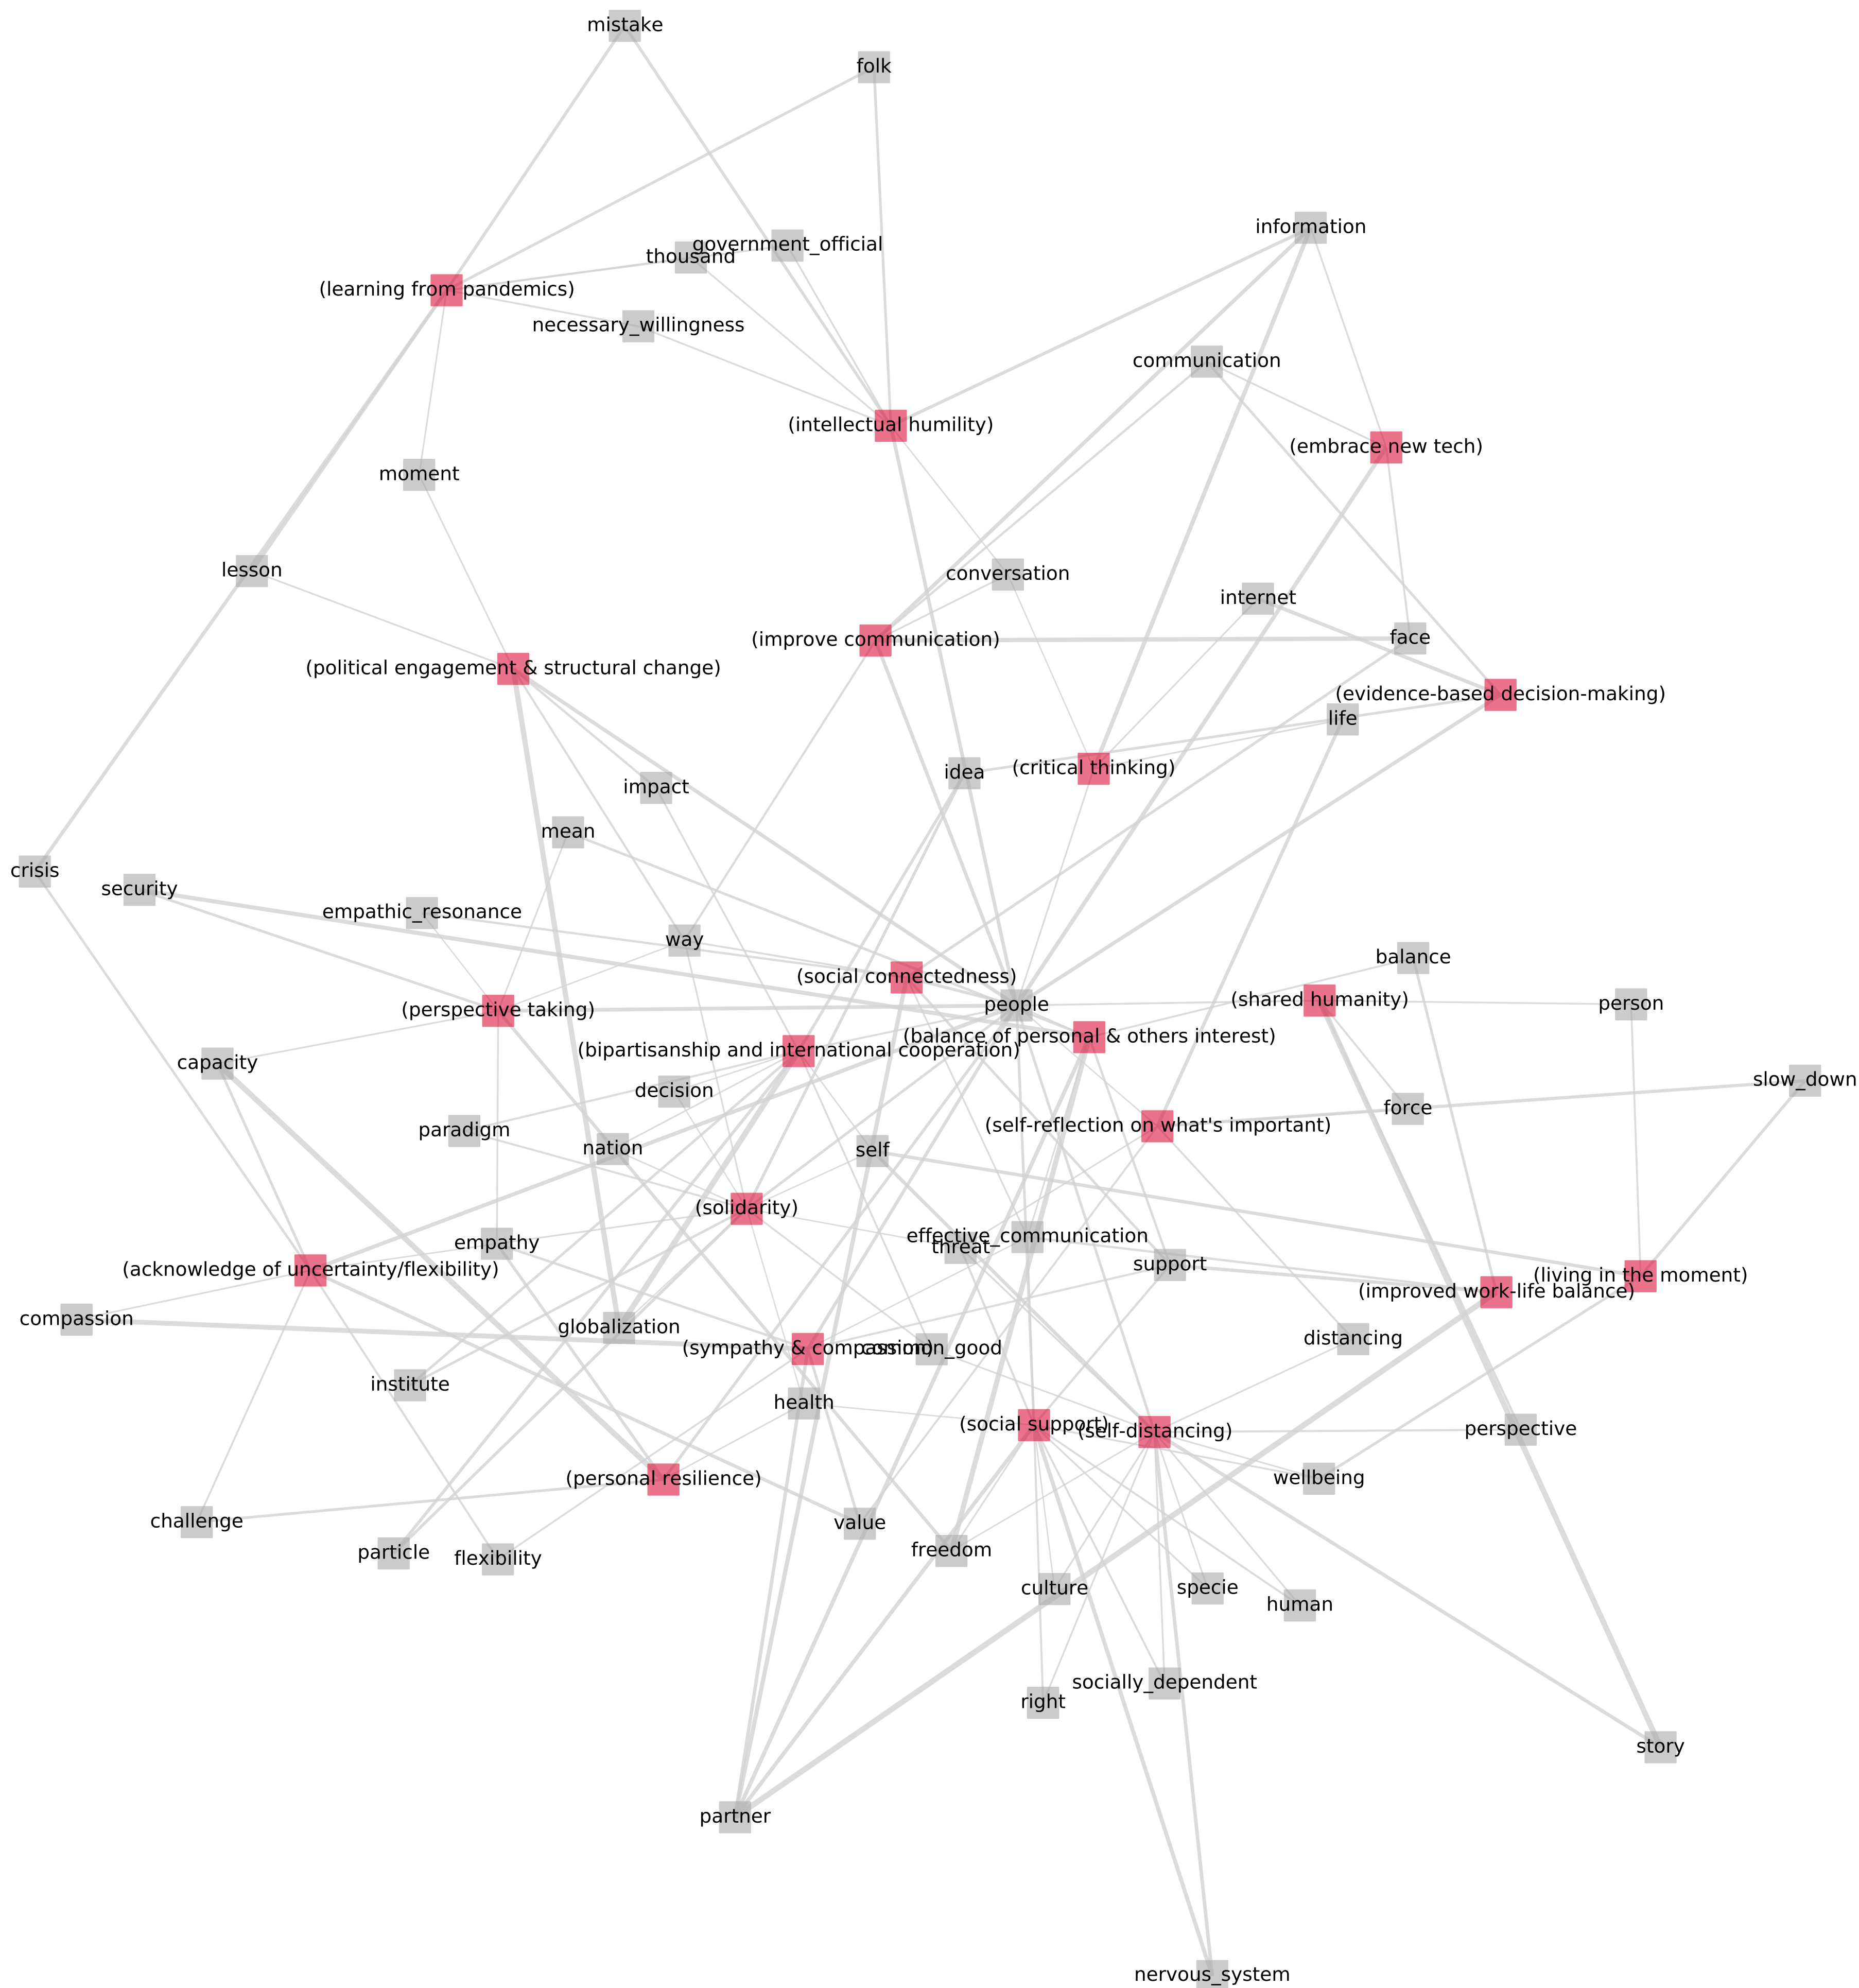 mistake
folk
information
government_official
thousand
(learning from pandemics)
necessary_willingness
communication
(intellectual humility)
(embrace new tech)
moment
lesson
conversation
internet
(improve communication)
face
(political engagement & structural change)
(evidence-based decision-making)
life
idea
(critical thinking)
impact
mean
crisis
security
empathic_resonance
way
balance
(social connectedness)
people
(shared humanity)
person
(perspective taking)
(balance of personal & others interest)
(bipartisanship and international cooperation)
capacity
decision
slow_down
force
paradigm
(self-reflection on what's important)
nation
self
(solidarity)
effective_communication
empathy
threat
support
(acknowledge of uncertainty/flexibility)
(living in the moment)
(improved work-life balance)
compassion
globalization
distancing
(sympathy & compassion)
common_good
institute
health
(social support)
(self-distancing)
perspective
(personal resilience)
wellbeing
challenge
value
particle
flexibility
freedom
culture
specie
human
socially_dependent
right
story
partner
nervous_system